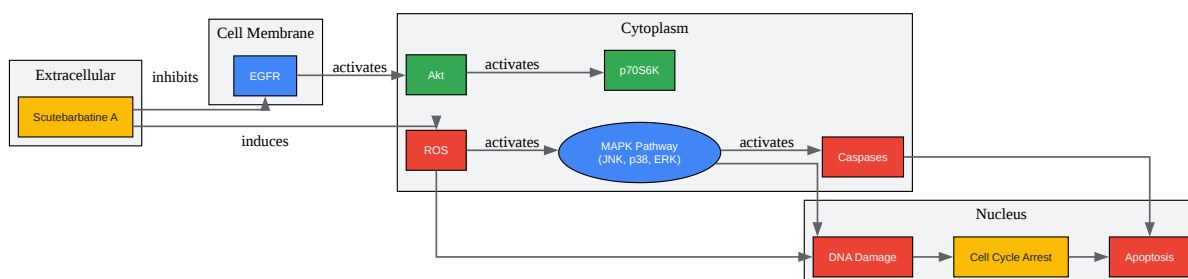 Cytoplasm
Cell Membrane
Extracellular
inhibits
EGFR
activates
Akt
activates
p70S6K
Scutebarbatine A
induces
ROS
activates
MAPK Pathway
(JNK, p38, ERK)
activates
Caspases
Nucleus
DNA Damage
Cell Cycle Arrest
Apoptosis